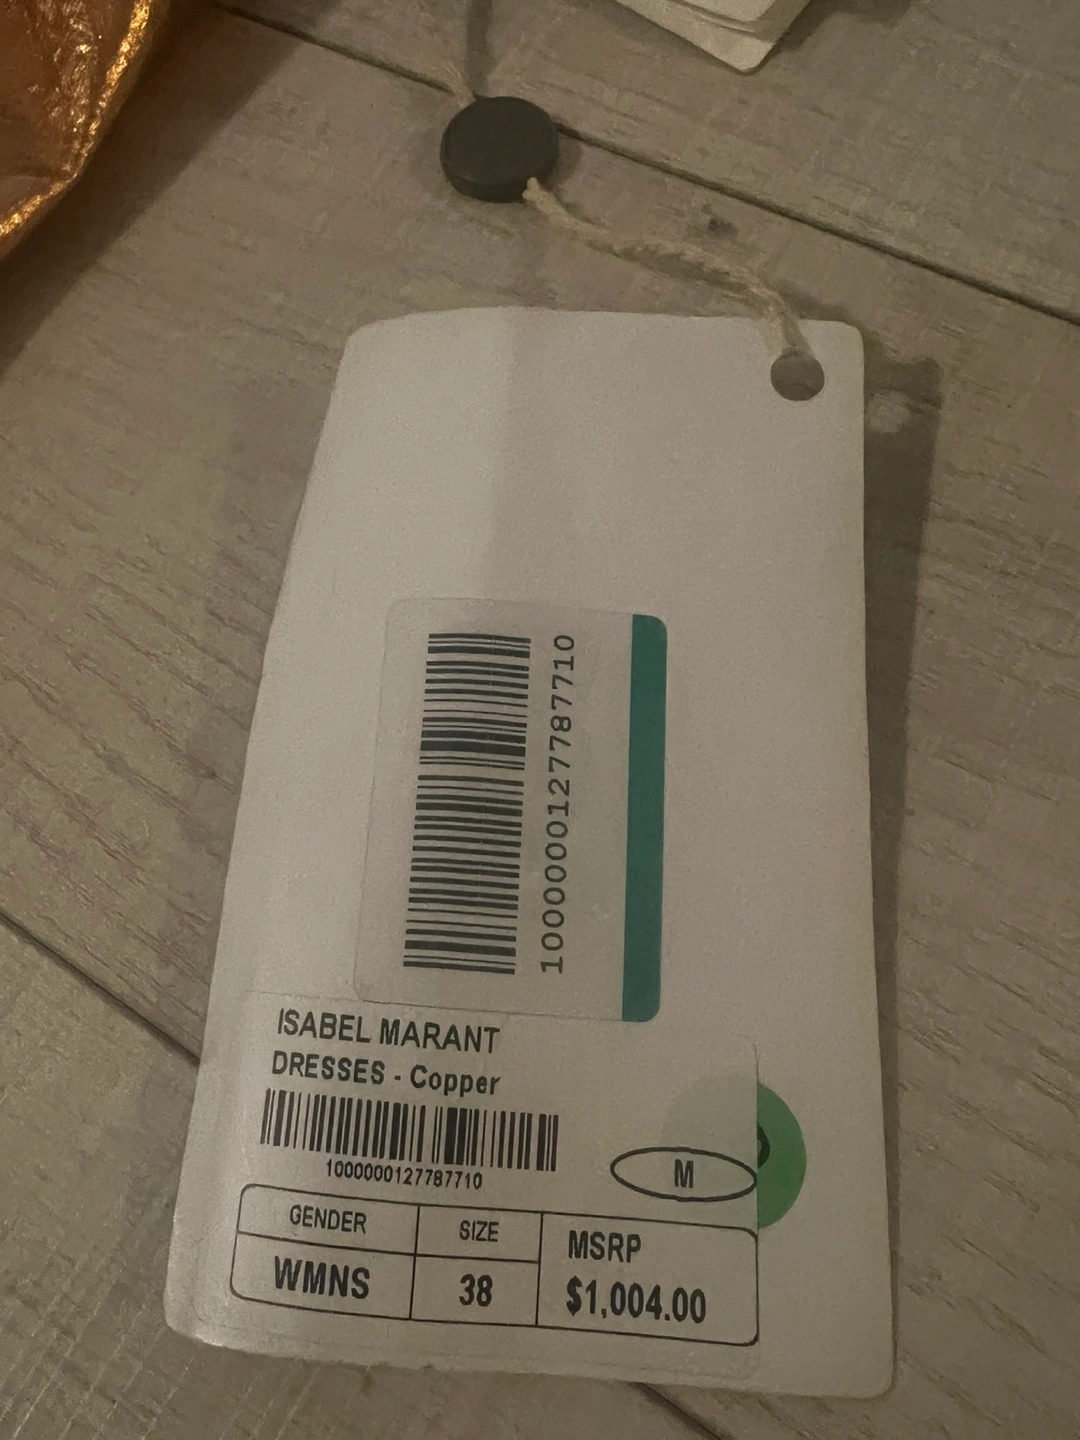 1000000127787710
ISABEL MARANT
DRESSES - Copper
1000000127787710
M
GENDER
SIZE
MSRP
WMNS
38
$1,004.00